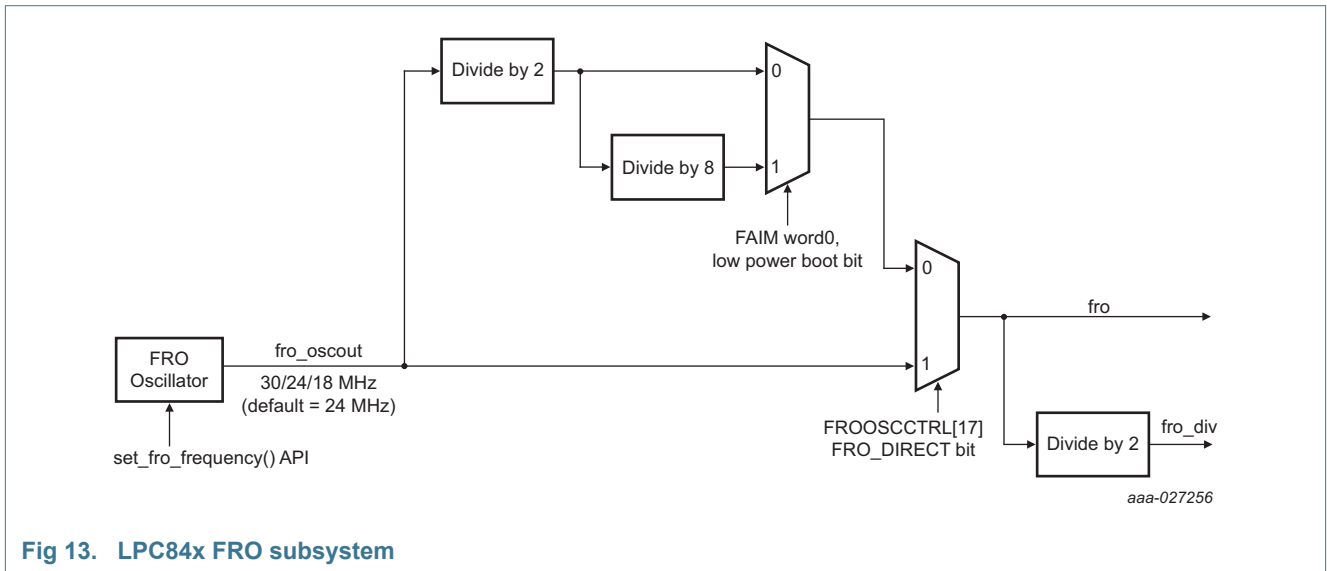 Divide by 2
0
Divide by 8
1
FAIM word0,
low power boot bit
0
fro
FRO
Oscillator
fro_oscout
30/24/18 MHz
(default = 24 MHz)
1
set_fro_frequency() API
FROOSCCTRL[17]
FRO_DIRECT bit
Divide by 2
fro_div
aaa-027256
Fig 13. LPC84x FRO subsystem